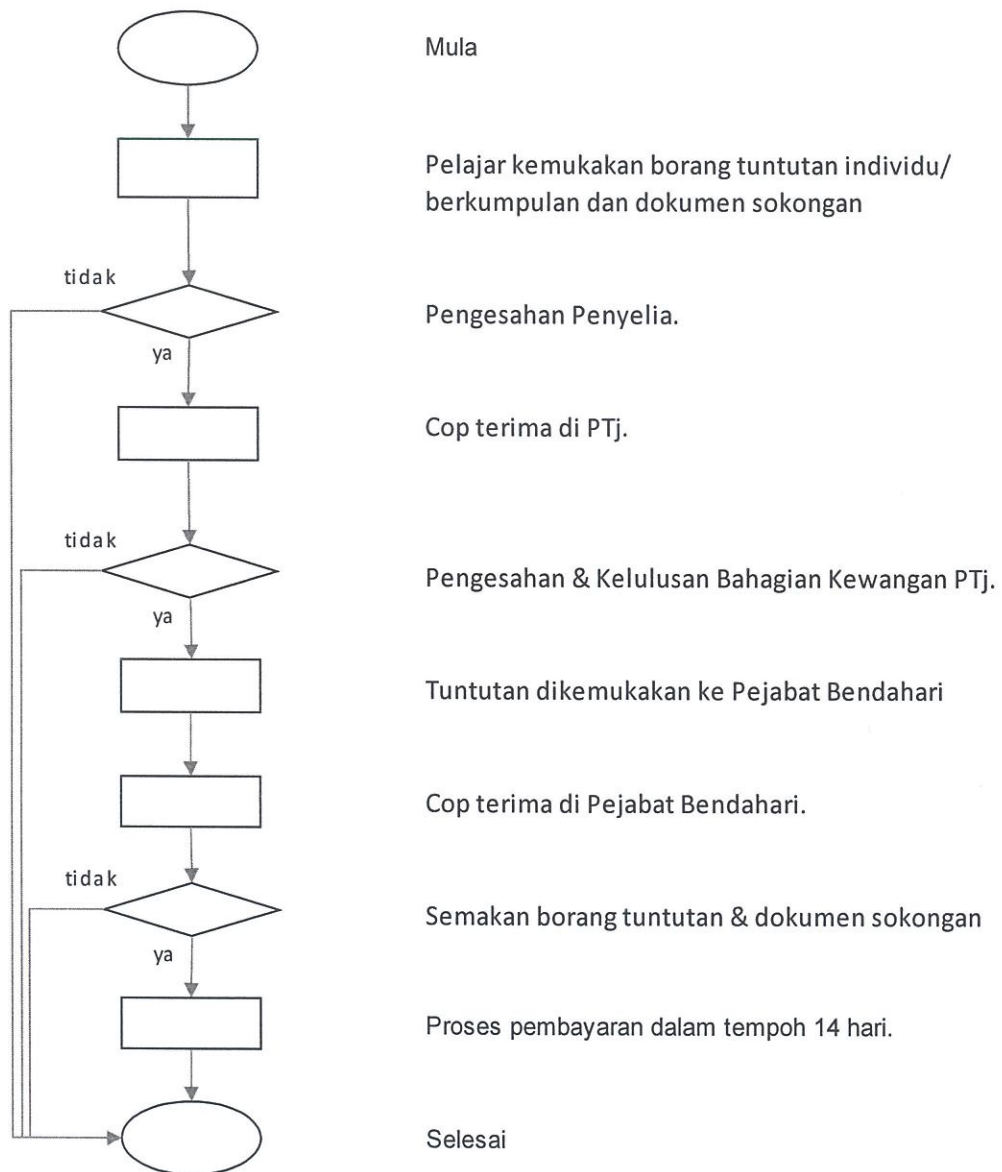 Mula
Pelajar kemukakan borang tuntutan individu/
berkumpulan dan dokumen sokongan
tidak
Pengesahan Penyelia.
ya
Cop terima di PTj.
tidak
Pengesahan & Kelulusan Bahagian Kewangan PTj.
ya
Tuntutan dikemukakan ke Pejabat Bendahari
Cop terima di Pejabat Bendahari.
tidak
Semakan borang tuntutan & dokumen sokongan
ya
Proses pembayaran dalam tempoh 14 hari.
Selesai